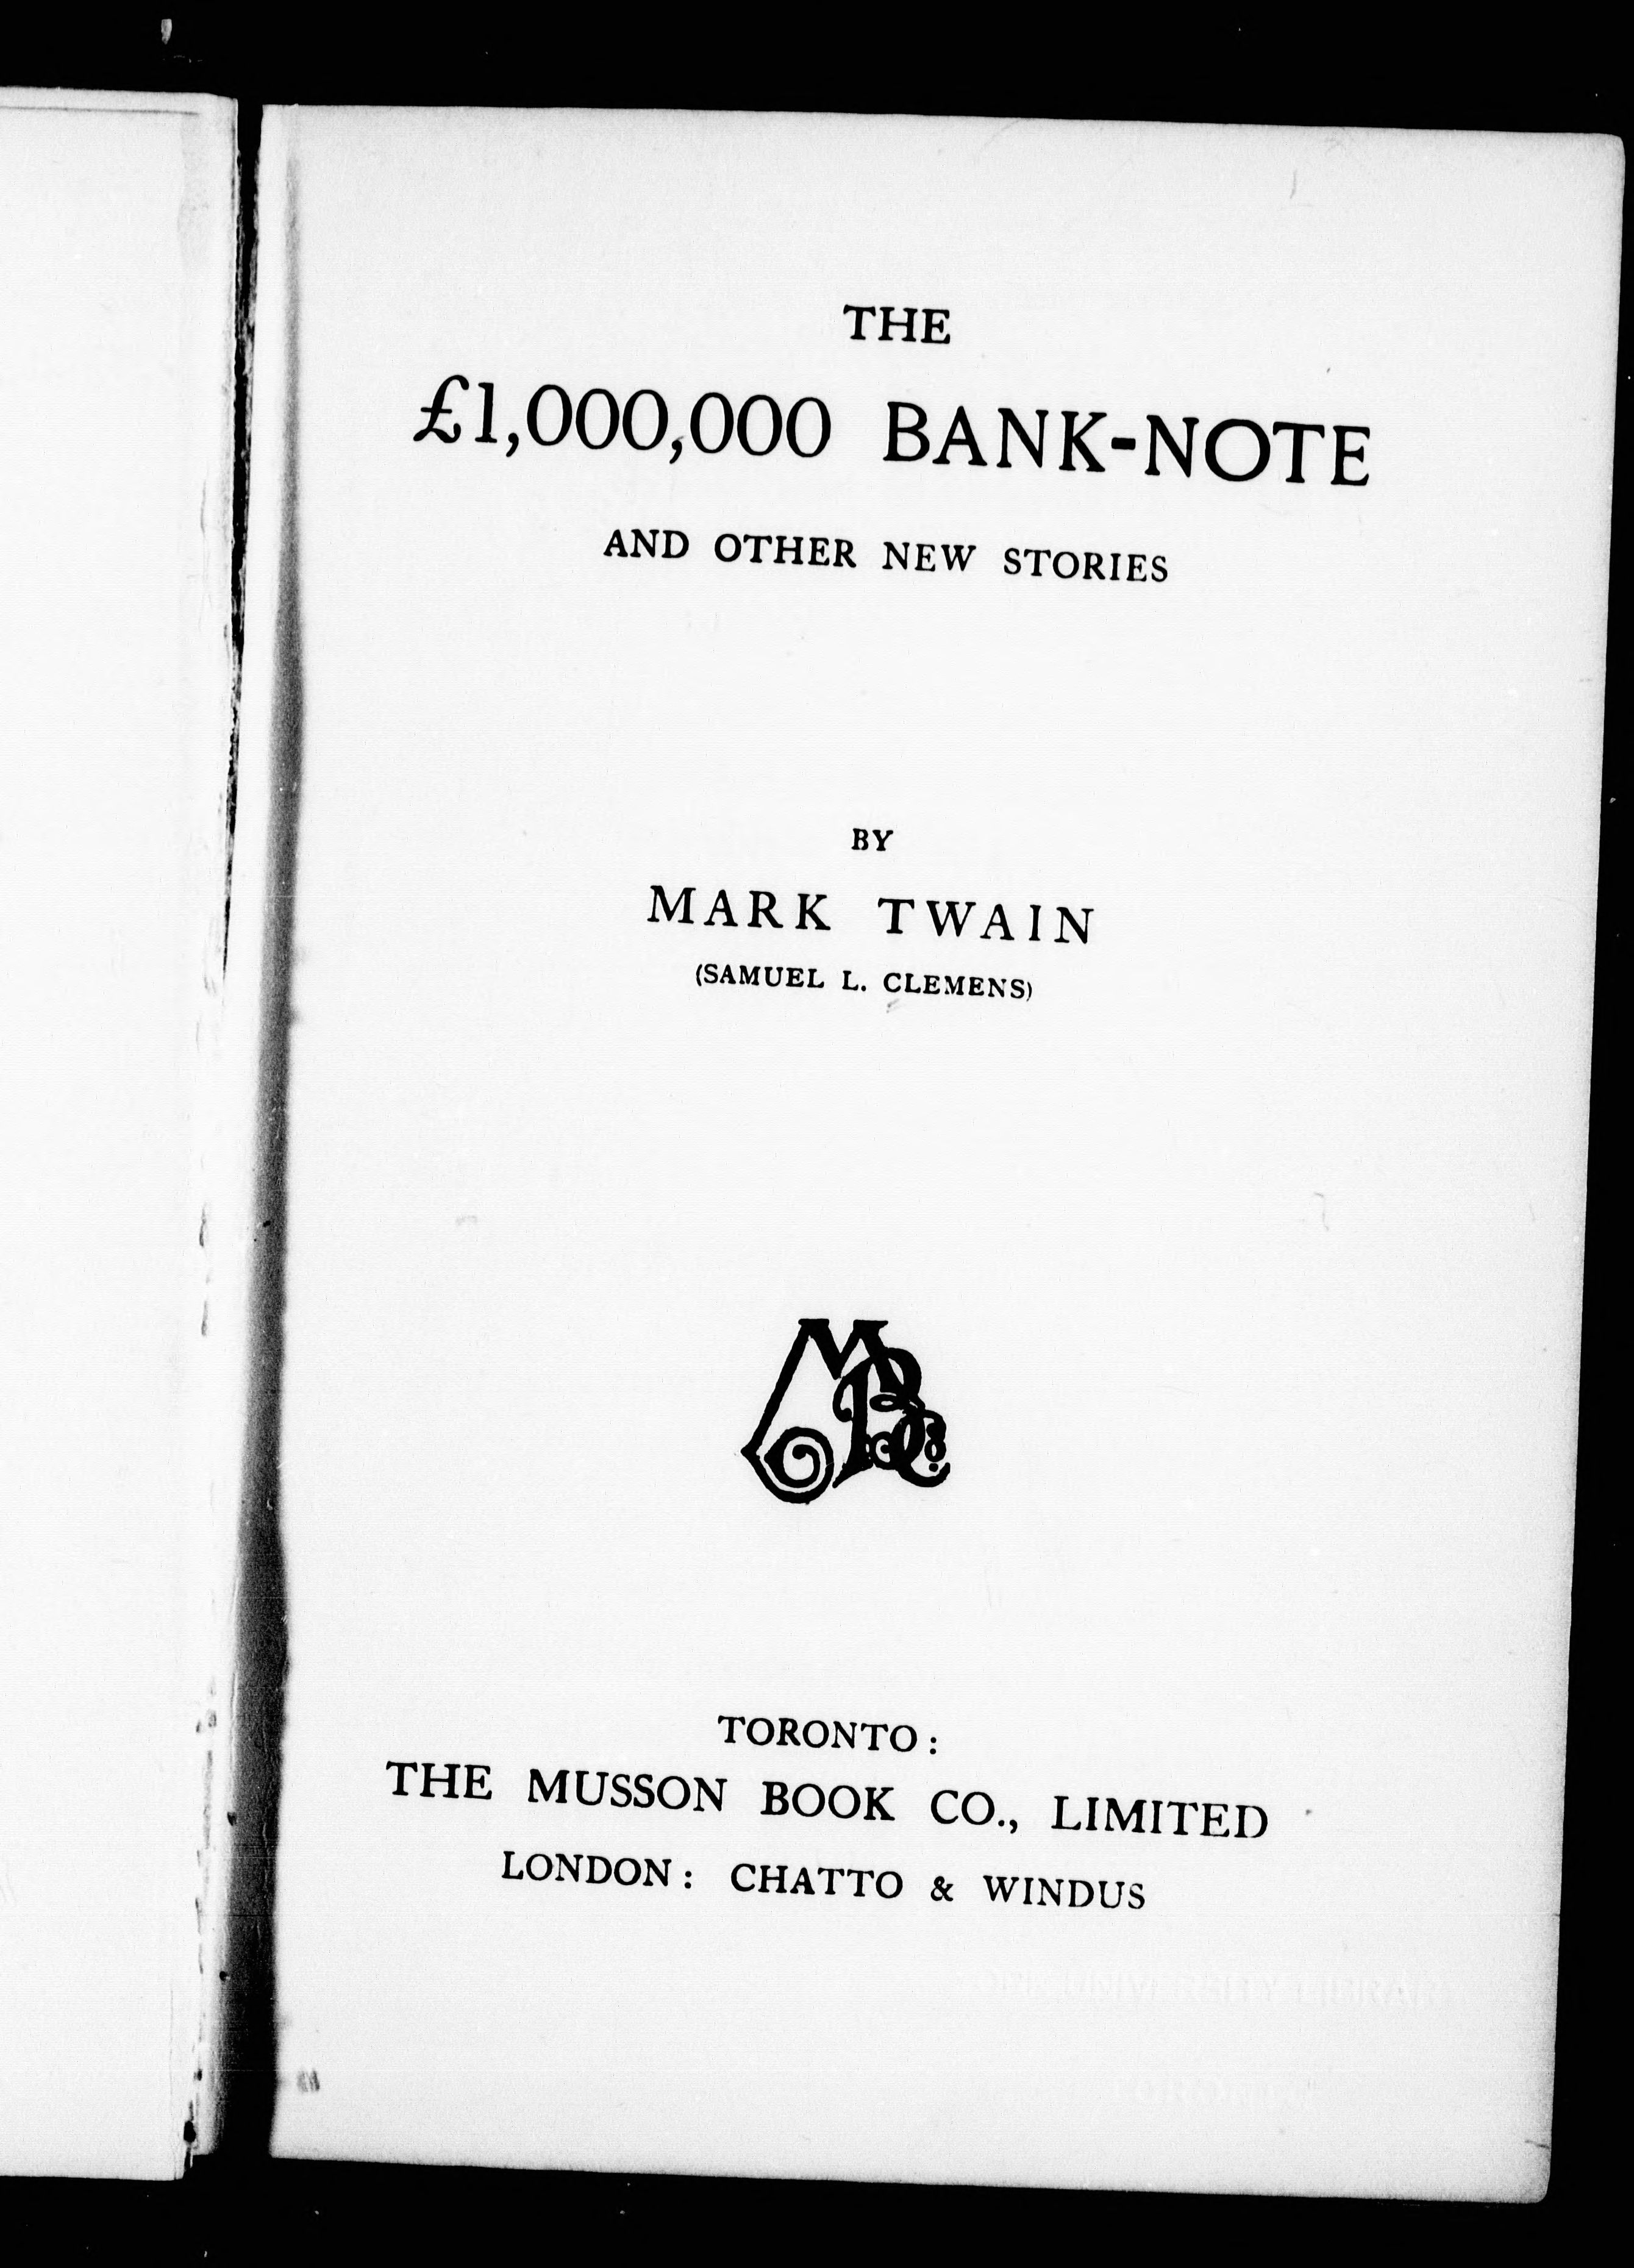 THE
£1,000,000 BANK-NOTE
AND OTHER NEW STORIES
BY
MARK TWAIN
(SAMUEL L. CLEMENS)
TORONTO:
THE MUSSON BOOK CO., LIMITED
LONDON: CHATTO & WINDUS